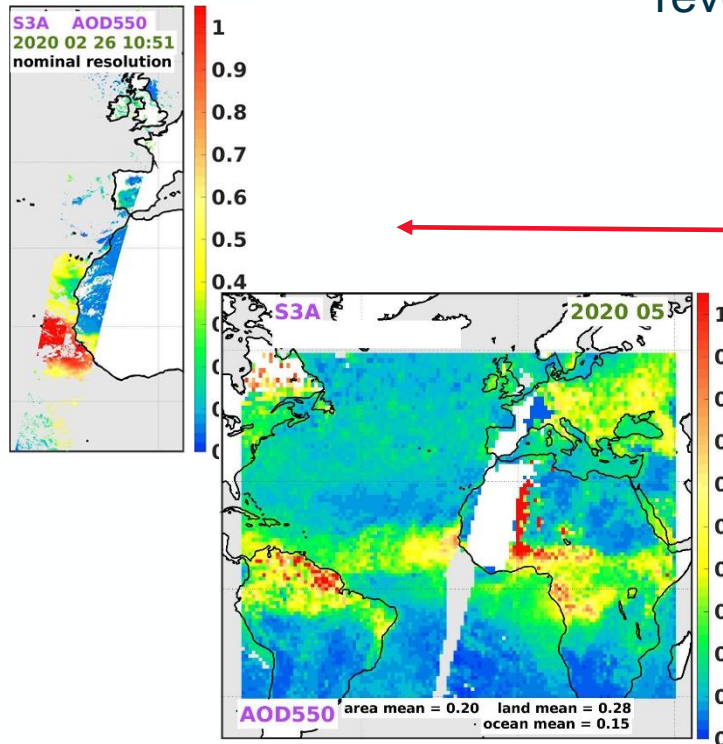 reve
S3A AOD550
2020 02 26 10:51
nominal resolution
1
0.9
0.8
0.7
0.6
0.5
0.4
S3A
2020 05
AOD550
area mean = 0.20 land mean = 0.28
ocean mean = 0.15
1